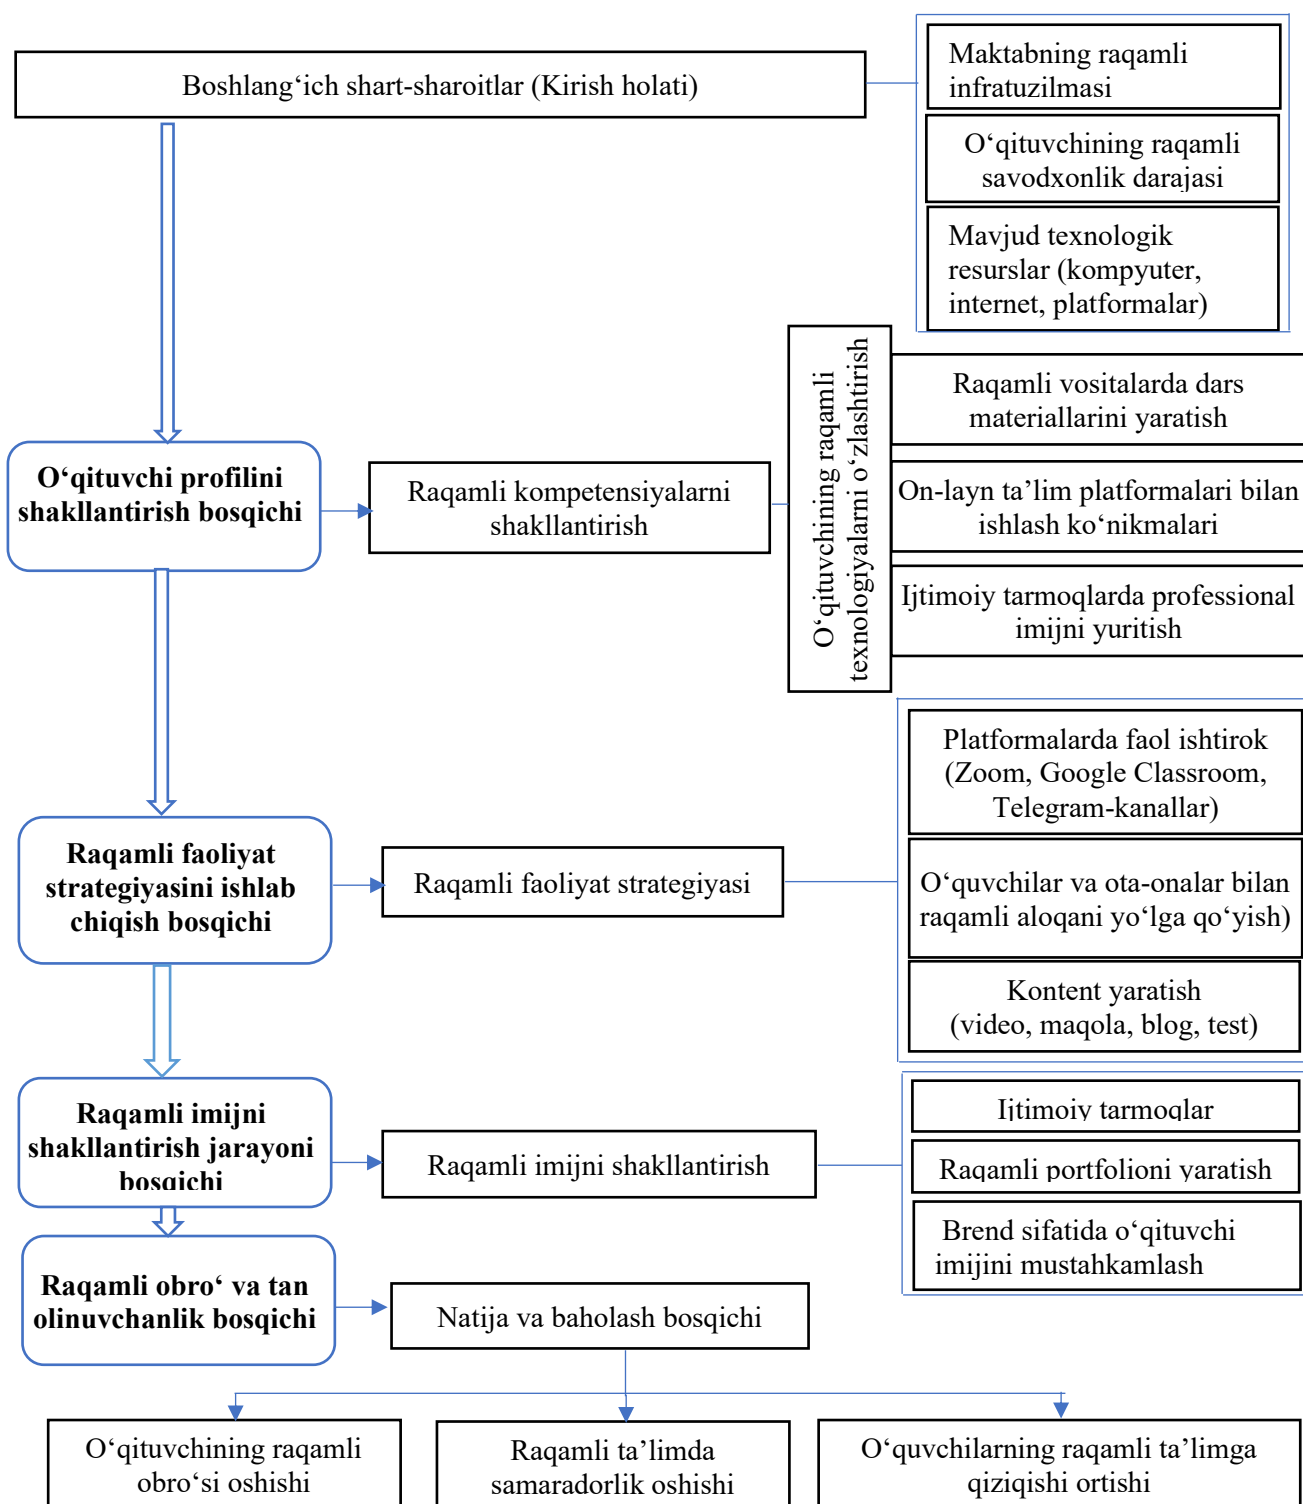 Boshlang‘ich shart-sharoitlar (Kirish holati)
Maktabning raqamli
infratuzilmasi
O‘qituvchining raqamli
savodxonlik darajasi
Mavjud texnologik
resurslar (kompyuter,
internet, platformalar)
O‘qituvchi profilini
shakllantirish bosqichi
Raqamli kompetensiyalarni
shakllantirish
O‘qituvchining raqamli
texnologiyalarni o‘zlashtirish
Raqamli vositalarda dars
materiallarini yaratish
On-layn ta’lim platformalari bilan
ishlash ko‘nikmalari
Ijtimoiy tarmoqlarda professional
imijni yuritish
Raqamli faoliyat
strategiyasini ishlab
chiqish bosqichi
Raqamli faoliyat strategiyasi
Platformalarda faol ishtirok
(Zoom, Google Classroom,
Telegram-kanallar)
O‘quvchilar va ota-onalar bilan
raqamli aloqani yo‘lga qo‘yish)
Kontent yaratish
(video, maqola, blog, test)
Raqamli imijni
shakllantirish jarayoni
bosqichi
Raqamli imijni shakllantirish
Ijtimoiy tarmoqlar
Raqamli portfolioni yaratish
Brend sifatida o‘qituvchi
imijini mustahkamlash
Raqamli obro‘ va tan
olinuvchanlik bosqichi
Natija va baholash bosqichi
O‘qituvchining raqamli
obro‘si oshishi
Raqamli ta’limda
samaradorlik oshishi
O‘quvchilarning raqamli ta’limga
qiziqishi ortishi